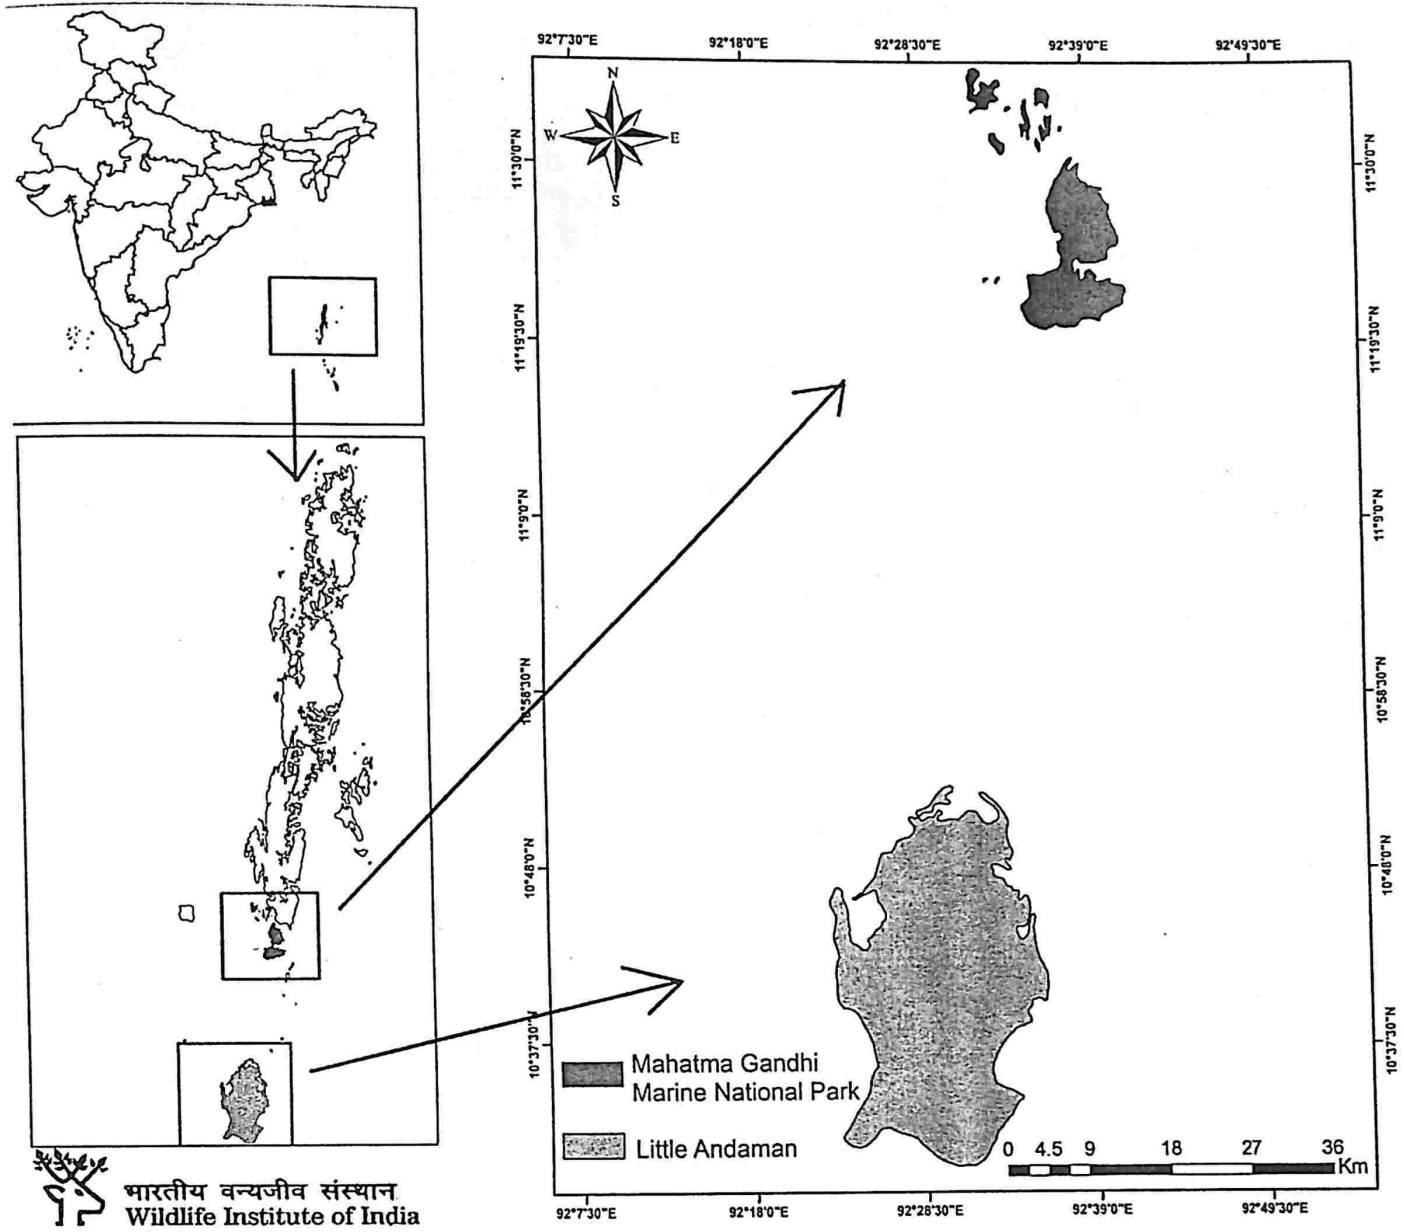 92°7'30"E 92°18'0"E 92°28'30"E 92°39'0"E 92°49'30"E
N
W E
S
11°30'0"N 11°30'0"N
11°19'30"N 11°19'30"N
11°9'0"N 11°9'0"N
10°58'30"N 10°58'30"N
10°48'0"N 10°48'0"N
10°37'30"N 10°37'30"N
Mahatma Gandhi
Marine National Park
Little Andaman
0 4.5 9 18 27 36
Km
92°7'30"E 92°18'0"E 92°28'30"E 92°39'0"E 92°49'30"E
भारतीय वन्यजीव संस्थान
Wildlife Institute of India